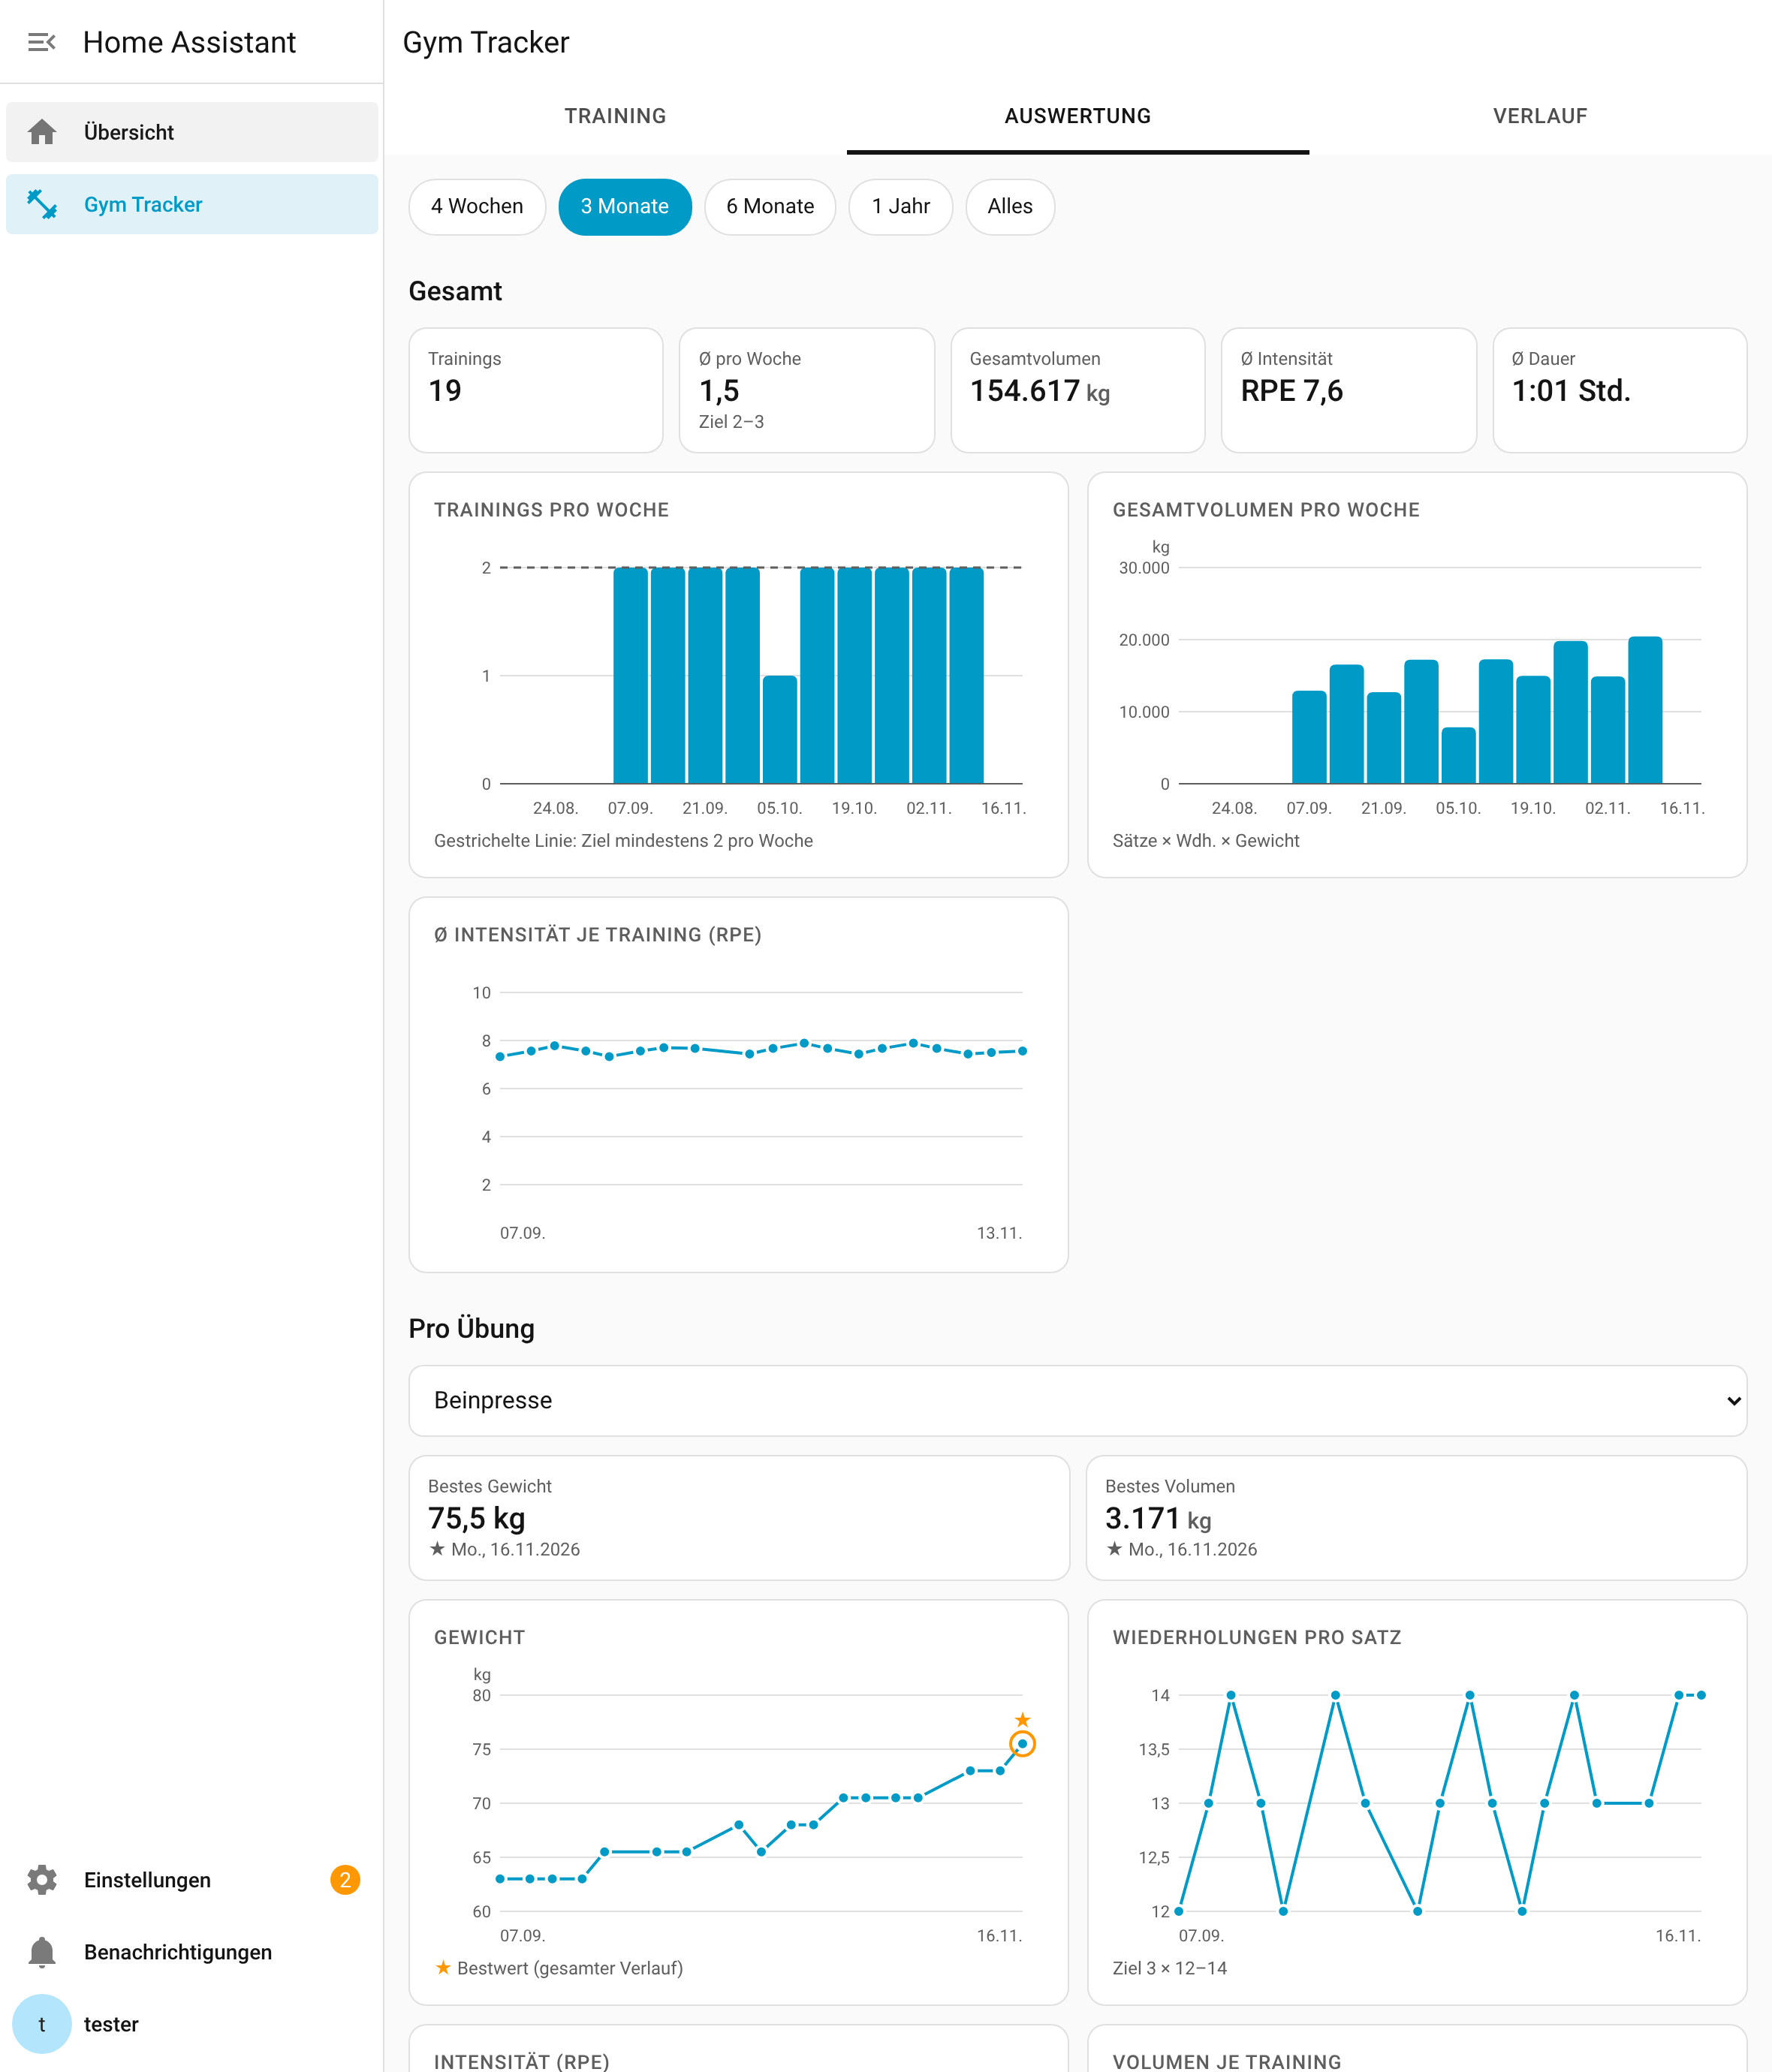 Home Assistant
Übersicht
Gym Tracker
Einstellungen
2
Benachrichtigungen
t
tester
Gym Tracker
TRAINING
AUSWERTUNG
VERLAUF
4 Wochen
3 Monate
6 Monate
1 Jahr
Alles
Gesamt
Trainings
19
Ø pro Woche
1,5
Ziel 2–3
Gesamtvolumen
154.617 kg
Ø Intensität
RPE 7,6
Ø Dauer
1:01 Std.
TRAININGS PRO WOCHE
2
1
0
24.08. 07.09. 21.09. 05.10. 19.10. 02.11. 16.11.
Gestrichelte Linie: Ziel mindestens 2 pro Woche
GESAMTVOLUMEN PRO WOCHE
kg
30.000
20.000
10.000
0
24.08. 07.09. 21.09. 05.10. 19.10. 02.11. 16.11.
Sätze × Wdh. × Gewicht
Ø INTENSITÄT JE TRAINING (RPE)
10
8
6
4
2
07.09. 13.11.
Pro Übung
Beinpresse
Bestes Gewicht
75,5 kg
★ Mo., 16.11.2026
Bestes Volumen
3.171 kg
★ Mo., 16.11.2026
GEWICHT
kg
80
75
70
65
60
07.09. 16.11.
★ Bestwert (gesamter Verlauf)
WIEDERHOLUNGEN PRO SATZ
14
13,5
13
12,5
12
07.09. 16.11.
Ziel 3 × 12–14
INTENSITÄT (RPE)
VOLUMEN JE TRAINING